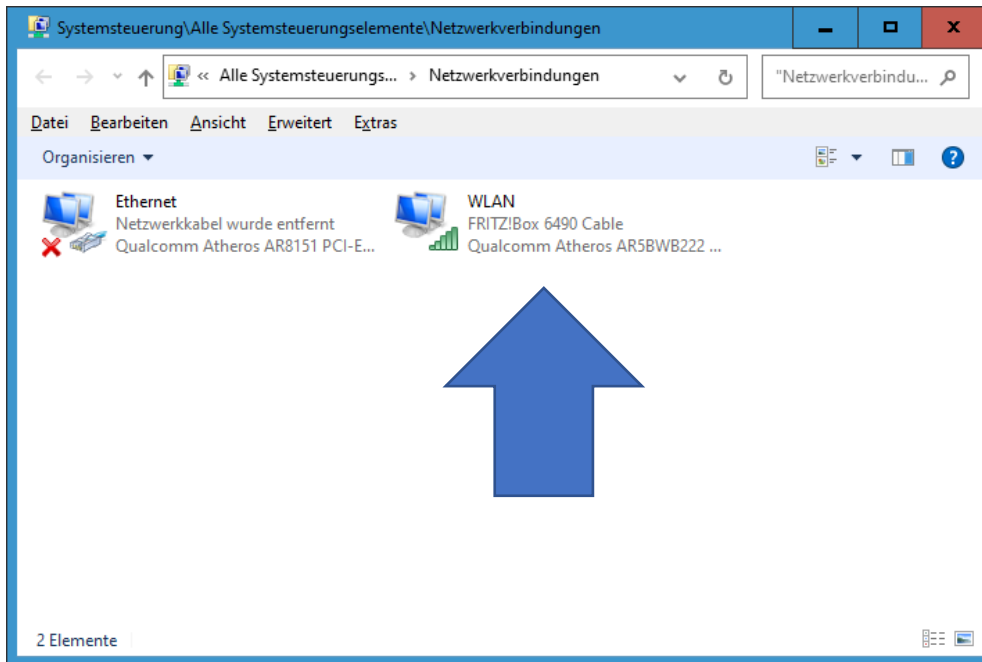 Systemsteuerung\Alle Systemsteuerungselemente\Netzwerkverbindungen
« Alle Systemsteuerungs... › Netzwerkverbindungen
"Netzwerkverbindu...
Datei Bearbeiten Ansicht Erweitert Extras
Organisieren
Ethernet
Netzwerkkabel wurde entfernt
Qualcomm Atheros AR8151 PCI-E...
WLAN
FRITZ!Box 6490 Cable
Qualcomm Atheros AR5BWB222 ...
2 Elemente